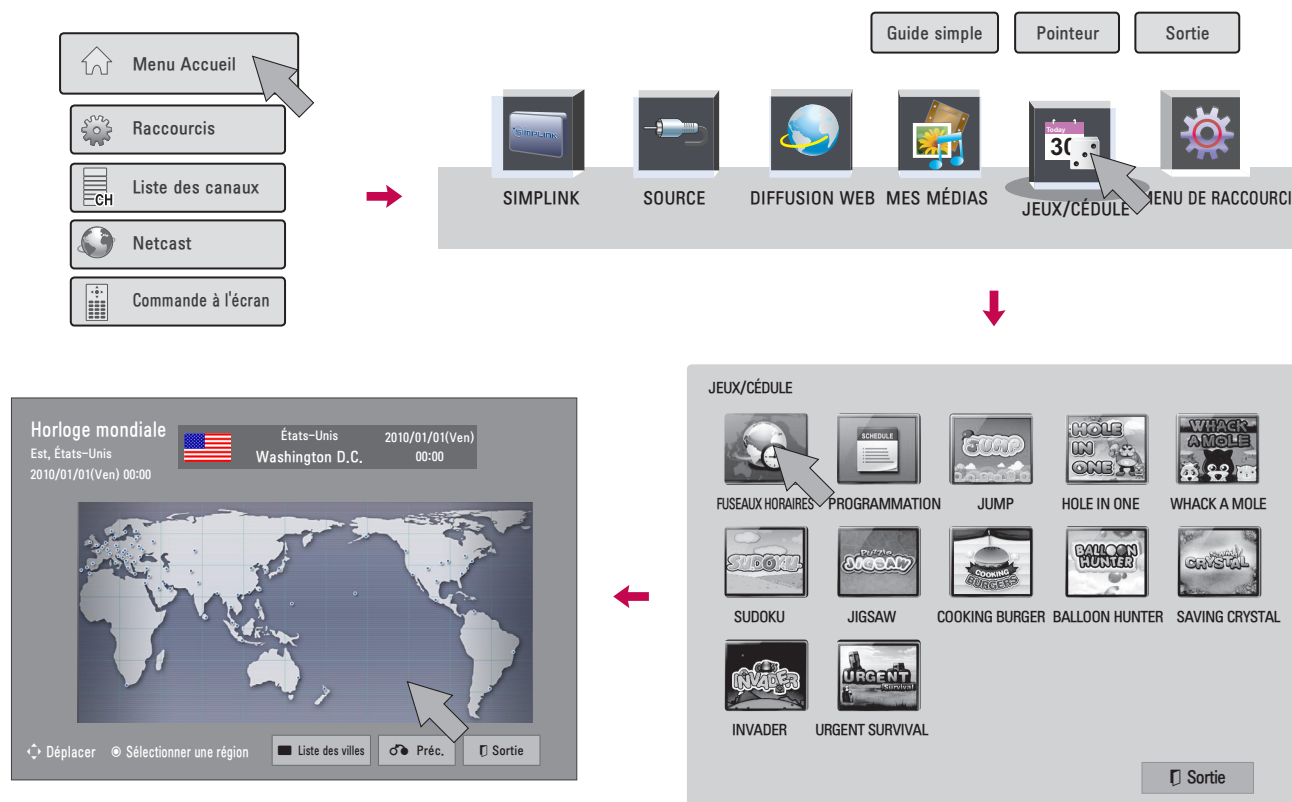 Guide simple
Pointeur
Sortie
Menu Accueil
Raccourcis
CH
Liste des canaux
Netcast
Commande à l'écran
SIMPLINK
Today
30
SIMPLINK
SOURCE
DIFFUSION WEB
MES MÉDIAS
JEUX/CÉDULE
MENU DE RACCOURCI
JEUX/CÉDULE
SCHEDULE
JUMP
HOLE IN ONE
WHACK A MOLE
FUSEAUX HORAIRES
PROGRAMMATION
JUMP
HOLE IN ONE
WHACK A MOLE
SUDOKU
Puzzle JIGSAW
COOKING BURGERS
BALLOON HUNTER
CRYSTAL
SUDOKU
JIGSAW
COOKING BURGER
BALLOON HUNTER
SAVING CRYSTAL
INVADER
URGENT Survival
INVADER
URGENT SURVIVAL
Sortie
Horloge mondiale
Est, États-Unis
2010/01/01(Ven) 00:00
États-Unis
Washington D.C.
2010/01/01(Ven)
00:00
Déplacer
Sélectionner une région
Liste des villes
Préc.
Sortie